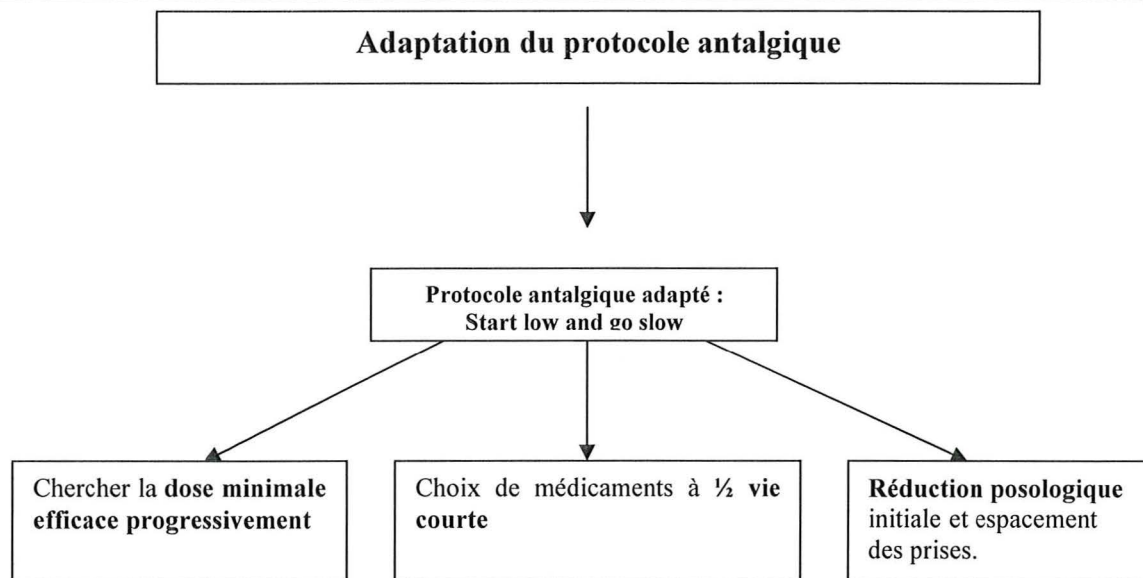 Adaptation du protocole antalgique
Protocole antalgique adapté :
Start low and go slow
Chercher la dose minimale
efficace progressivement
Choix de médicaments à ½ vie
courte
Réduction posologique
initiale et espacement
des prises.